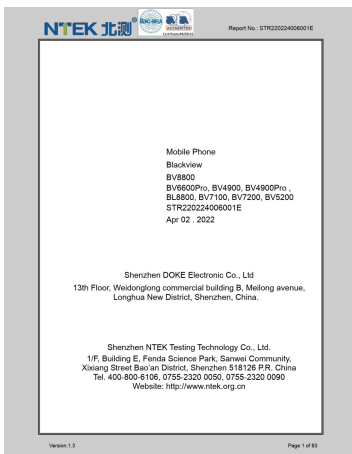 NTEK 北测®
ilac-MRA
ACCREDITED
Report No.: STR220224006001E
Mobile Phone
Blackview
BV8800
BV6600Pro, BV4900, BV4900Pro ,
BL8800, BV7100, BV7200, BV5200
STR220224006001E
Apr 02 . 2022
Shenzhen DOKE Electronic Co., Ltd
13th Floor, Weidonglong commercial building B, Meilong avenue,
Longhua New District, Shenzhen, China.
Shenzhen NTEK Testing Technology Co., Ltd.
1/F, Building E, Fenda Science Park, Sanwei Community,
Xixiang Street Bao’an District, Shenzhen 518126 P.R. China
Tel. 400-800-6106, 0755-2320 0050, 0755-2320 0090
Website: http://www.ntek.org.cn
Version.1.3
Page 1 of 83